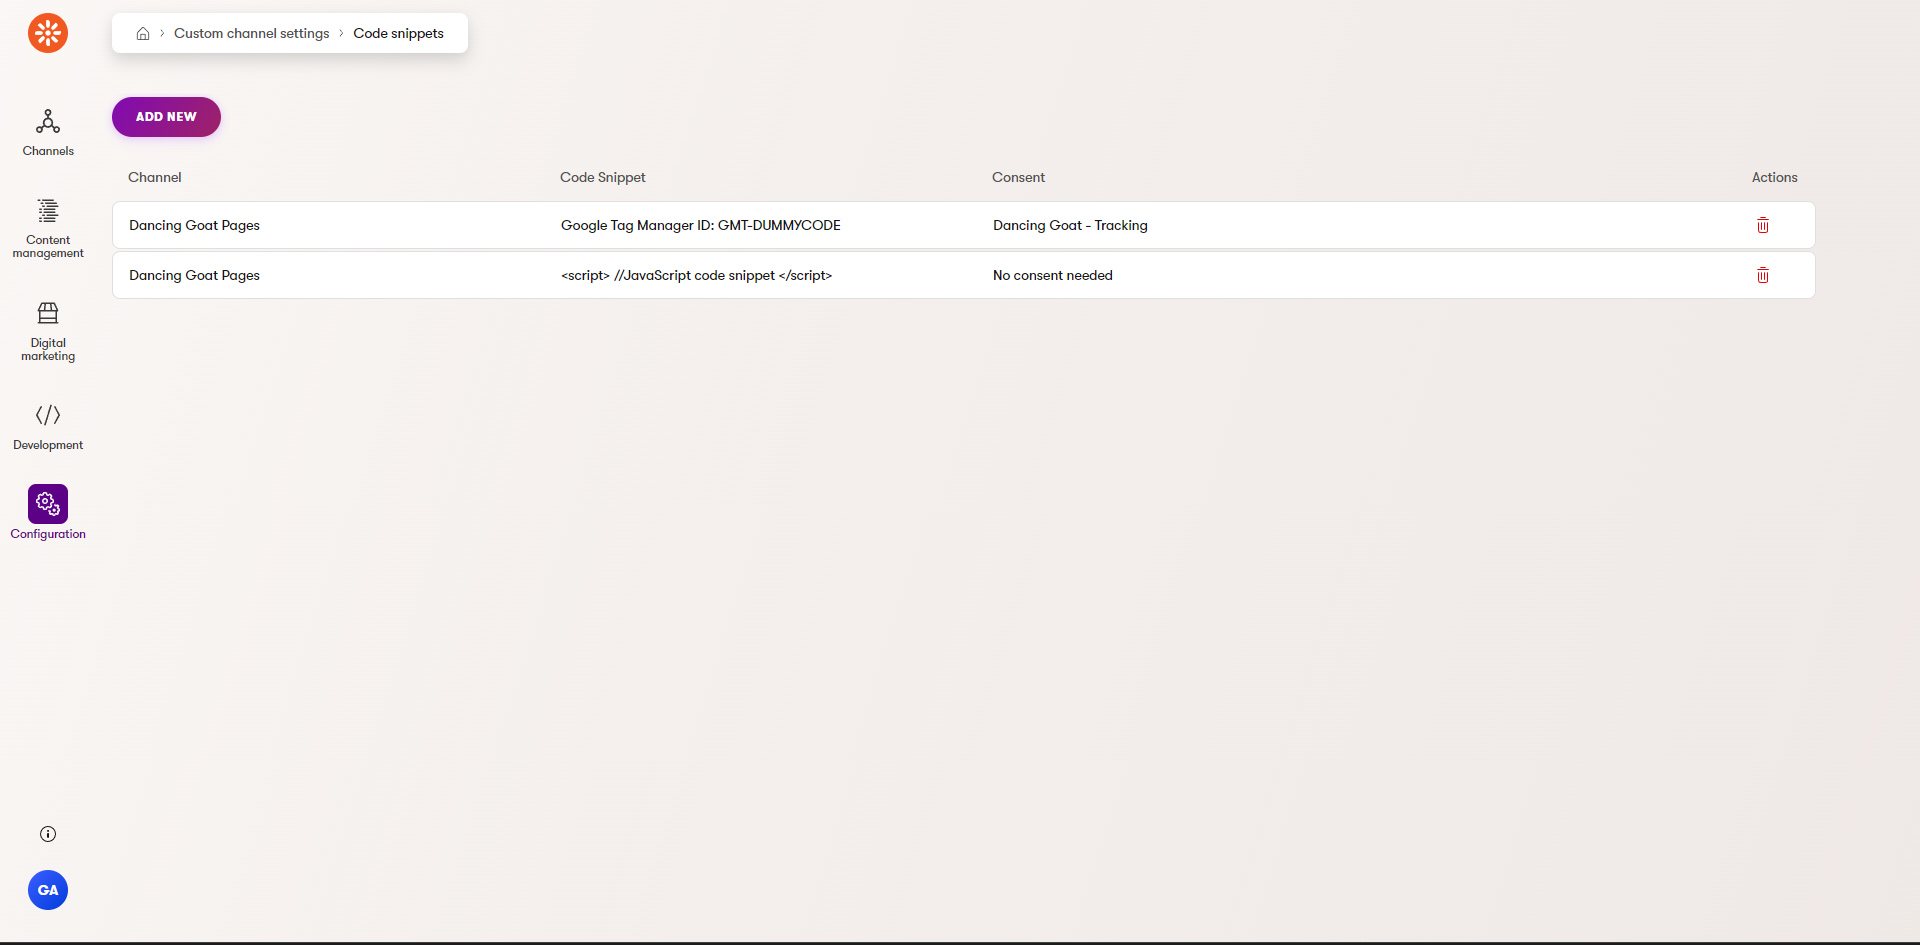 Custom channel settings
Code snippets
Channels
Content
management
Digital
marketing
Development
Configuration
GA
ADD NEW
Channel Code Snippet Consent Actions
Dancing Goat Pages Google Tag Manager ID: GMT-DUMMYCODE Dancing Goat - Tracking
Dancing Goat Pages <script> //JavaScript code snippet </script> No consent needed